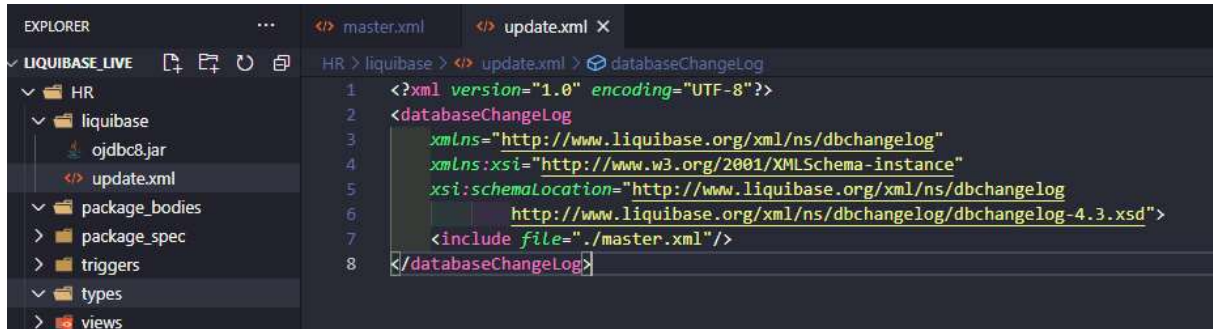 EXPLORER ...
LIQUIBASE_LIVE
HR
liquibase
ojdbc8.jar
update.xml
package_bodies
package_spec
triggers
types
views
master.xml update.xml
HR > liquibase > update.xml > databaseChangeLog
1 <?xml version="1.0" encoding="UTF-8"?>
2 <databaseChangeLog
3 xmlns="http://www.liquibase.org/xml/ns/dbchangelog"
4 xmlns:xsi="http://www.w3.org/2001/XMLSchema-instance"
5 xsi:schemaLocation="http://www.liquibase.org/xml/ns/dbchangelog
6 http://www.liquibase.org/xml/ns/dbchangelog/dbchangelog-4.3.xsd">
7 <include file="./master.xml"/>
8 </databaseChangeLog>